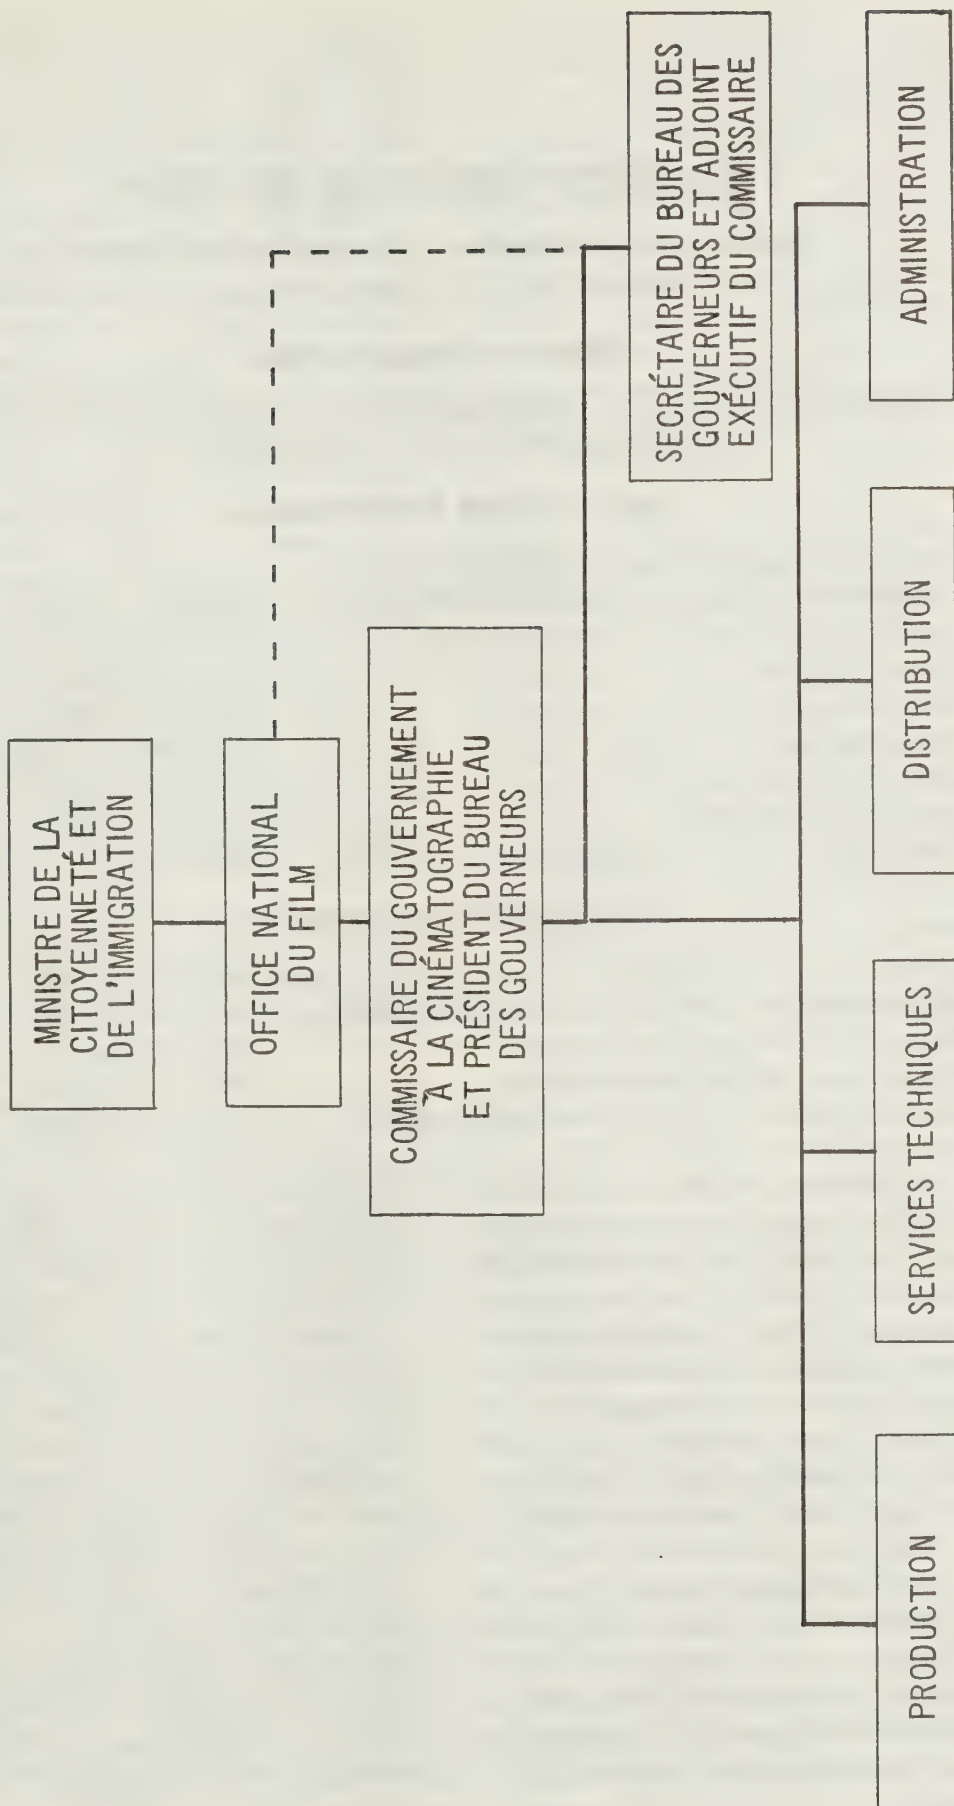 MINISTRE DE LA
CITOYENNETÉ ET
DE L'IMMIGRATION
OFFICE NATIONAL
DU FILM
COMMISSAIRE DU GOUVERNEMENT
À LA CINÉMATOGRAPHIE
ET PRÉSIDENT DU BUREAU
DES GOUVERNEURS
SECRÉTAIRE DU BUREAU DES
GOUVERNEURS ET ADJOINT
EXÉCUTIF DU COMMISSAIRE
PRODUCTION
SERVICES TECHNIQUES
DISTRIBUTION
ADMINISTRATION